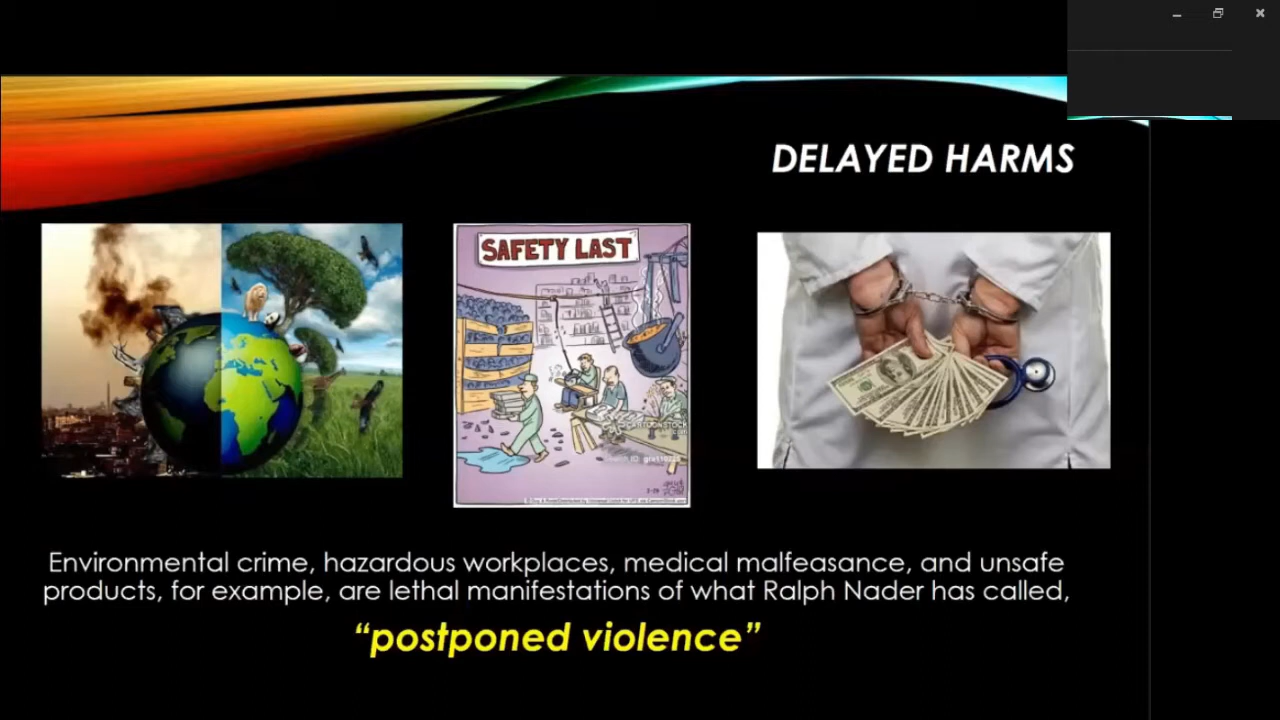 DELAYED HARMS
SAFETY LAST
CARTOONSTOCK
Environmental crime, hazardous workplaces, medical malfeasance, and unsafe
products, for example, are lethal manifestations of what Ralph Nader has called,
“postponed violence”